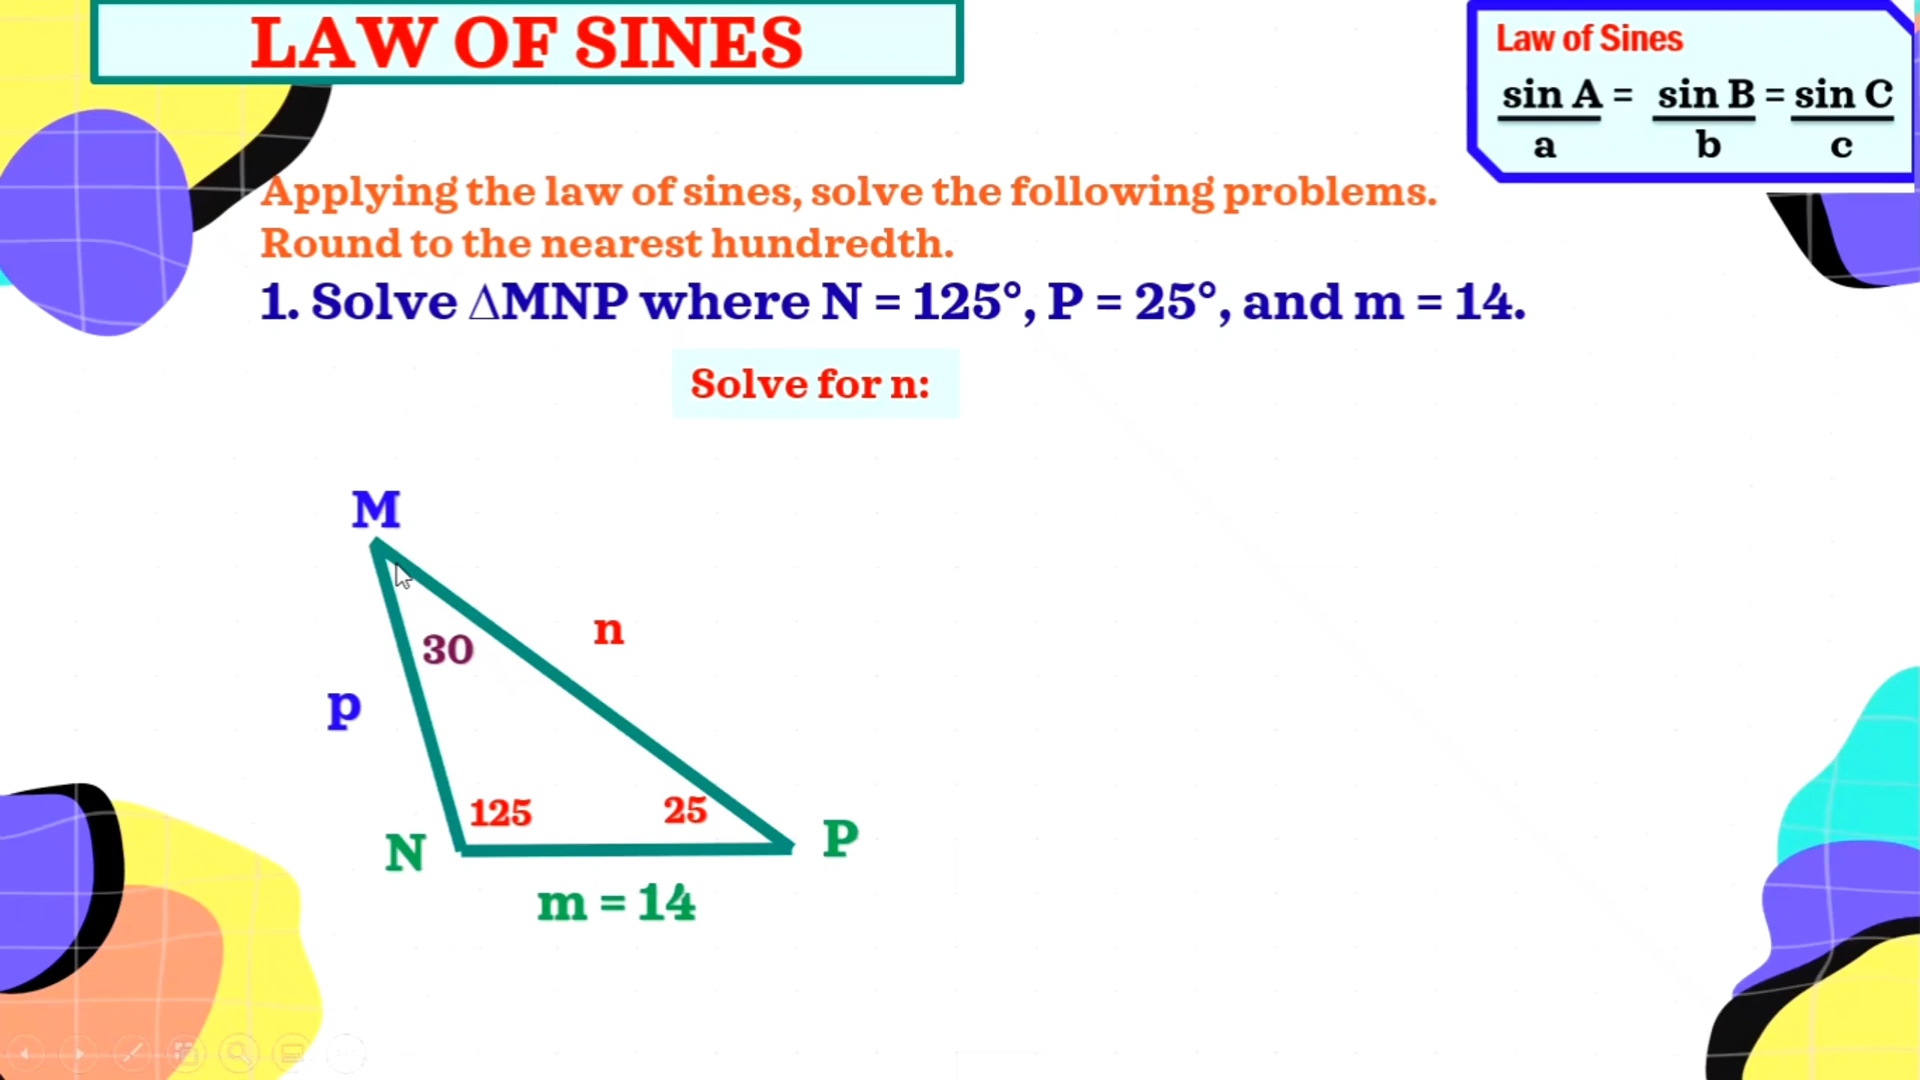 LAW OF SINES
Law of Sines
sin A = sin B = sin C
a b c
Applying the law of sines, solve the following problems.
Round to the nearest hundredth.
1. Solve ∆MNP where N = 125°, P = 25°, and m = 14.
Solve for n:
M
n
30
p
125 25
N P
m = 14